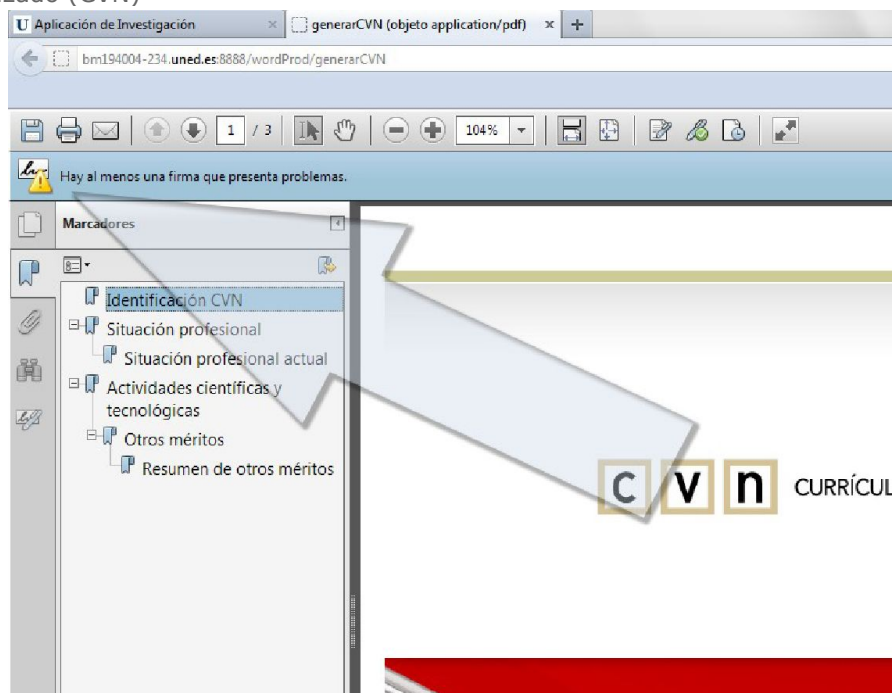 (CVN)
U Aplicación de Investigación × generarCVN (objeto application/pdf) × +
bm194004-234.uned.es:8888/wordProd/generarCVN
1 / 3 104%
Hay al menos una firma que presenta problemas.
Marcadores
Identificación CVN
Situación profesional
Situación profesional actual
Actividades científicas y
tecnológicas
Otros méritos
Resumen de otros méritos
c v n CURRÍCUL